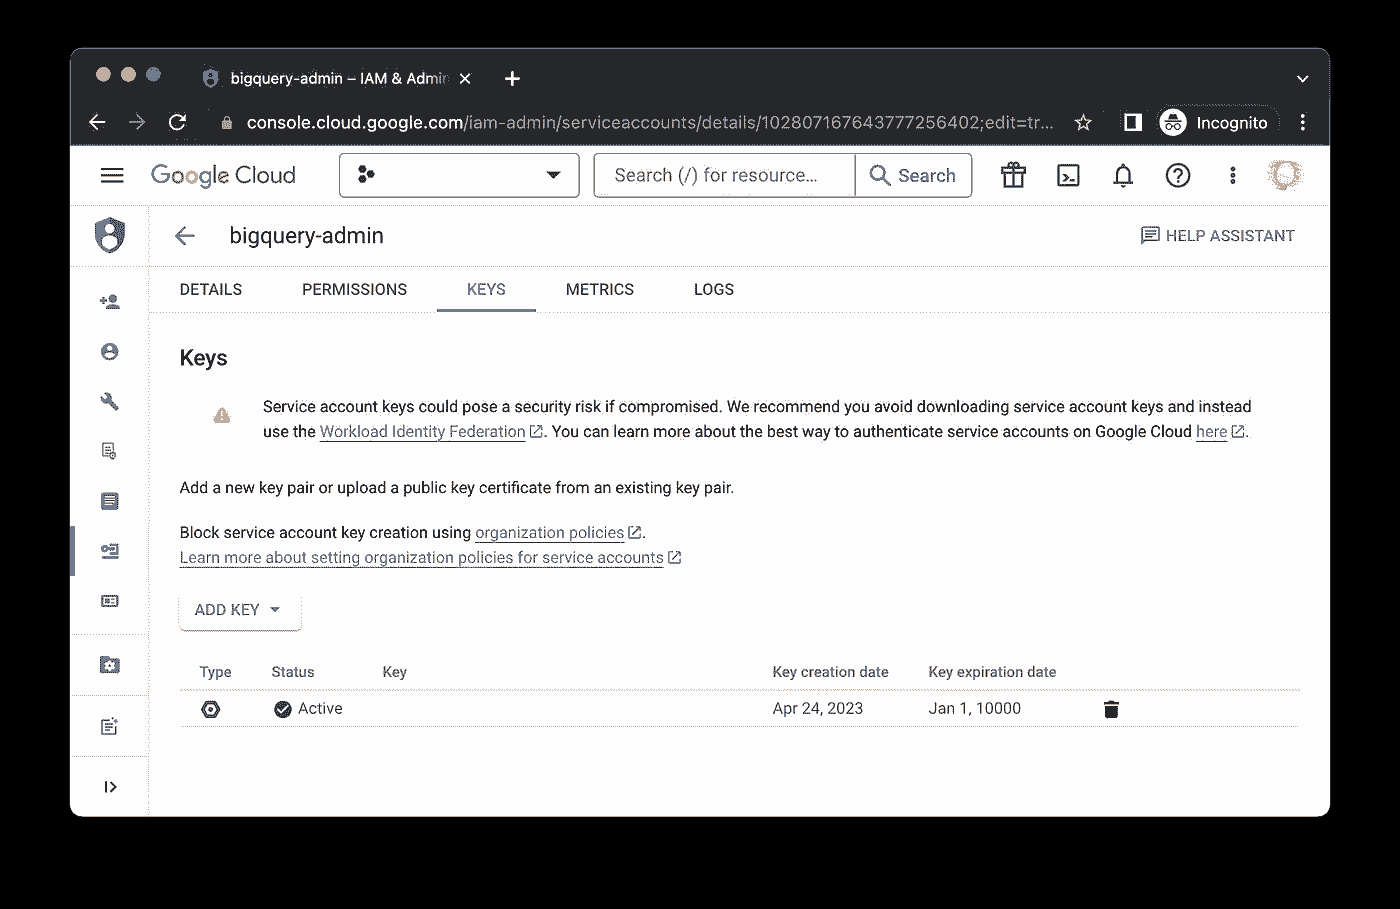 bigquery-admin – IAM & Admin
console.cloud.google.com/iam-admin/serviceaccounts/details/102807167643777256402;edit=tr...
Incognito
Google Cloud
Search (/) for resource...
Search
bigquery-admin
HELP ASSISTANT
DETAILS PERMISSIONS KEYS METRICS LOGS
Keys
Service account keys could pose a security risk if compromised. We recommend you avoid downloading service account keys and instead
use the Workload Identity Federation. You can learn more about the best way to authenticate service accounts on Google Cloud here.
Add a new key pair or upload a public key certificate from an existing key pair.
Block service account key creation using organization policies.
Learn more about setting organization policies for service accounts
ADD KEY
Type Status Key Key creation date Key expiration date
Active Apr 24, 2023 Jan 1, 10000